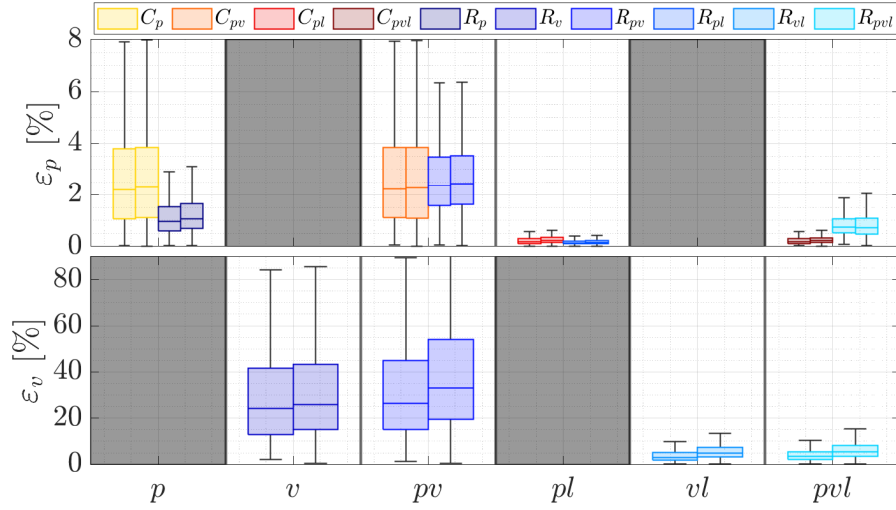 C_p C_pv C_pl C_pvl R_p R_v R_pv R_pl R_vl R_pvl
8
6
4
2
0
ε_p [%]
80
60
40
20
0
ε_v [%]
p v pv pl vl pvl